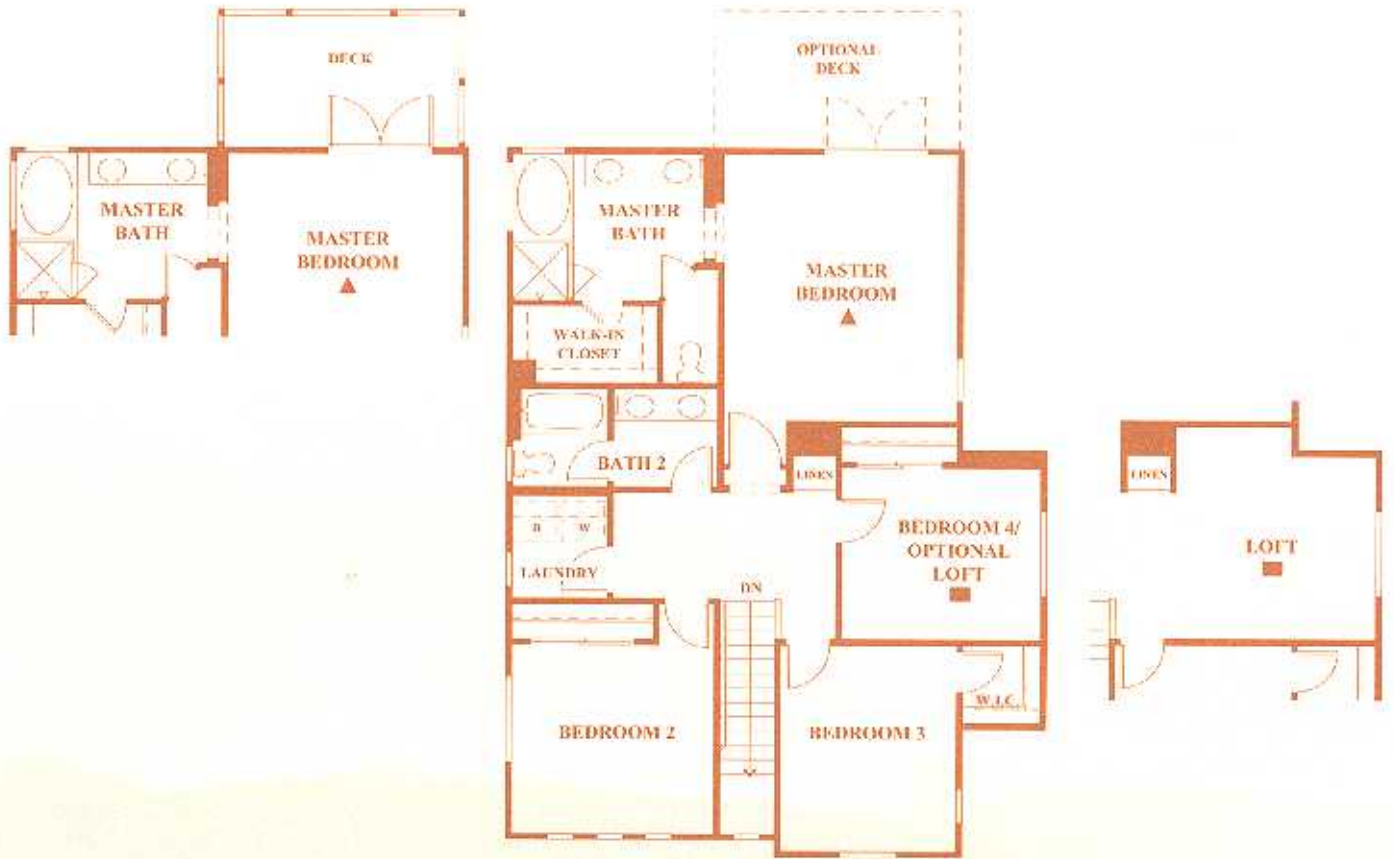 DECK
MASTER
BATH
MASTER
BEDROOM
OPTIONAL
DECK
MASTER
BATH
MASTER
BEDROOM
WALK-IN
CLOSET
BATH 2
LINEN
BEDROOM 4/
OPTIONAL
LOFT
D W
LAUNDRY
DN
BEDROOM 2
BEDROOM 3
W.I.C.
LINEN
LOFT